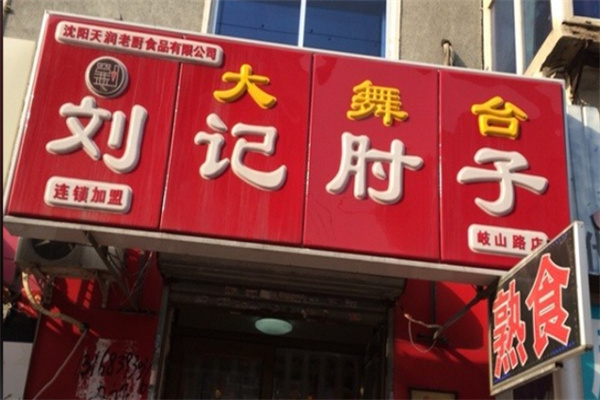 沈阳天润老厨食品有限公司
大舞台
刘记肘子
连锁加盟
岐山路店
熟食